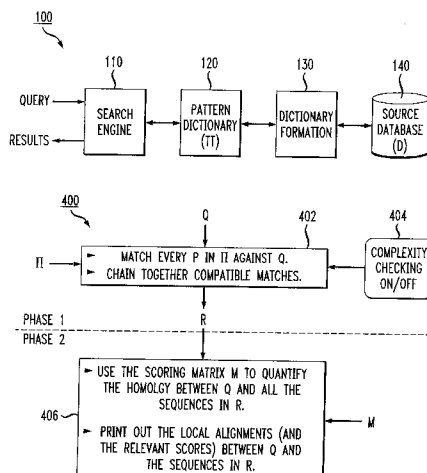 100
110
120
130
140
QUERY
RESULTS
SEARCH
ENGINE
PATTERN
DICTIONARY
(TT)
DICTIONARY
FORMATION
SOURCE
DATABASE
(D)
400
Q
402
404
Π
► MATCH EVERY P IN Π AGAINST Q.
► CHAIN TOGETHER COMPATIBLE MATCHES.
COMPLEXITY
CHECKING
ON/OFF
PHASE 1
R
PHASE 2
► USE THE SCORING MATRIX M TO QUANTIFY
THE HOMOLGY BETWEEN Q AND ALL THE
SEQUENCES IN R.
406
M
► PRINT OUT THE LOCAL ALIGNMENTS (AND
THE RELEVANT SCORES) BETWEEN Q AND
THE SEQUENCES IN R.